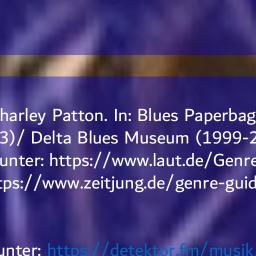 harley Patton. In: Blues Paperbag
3)/ Delta Blues Museum (1999-2
unter: https://www.laut.de/Genre
tps://www.zeitjung.de/genre-guid
unter: https://detektor.fm/musik